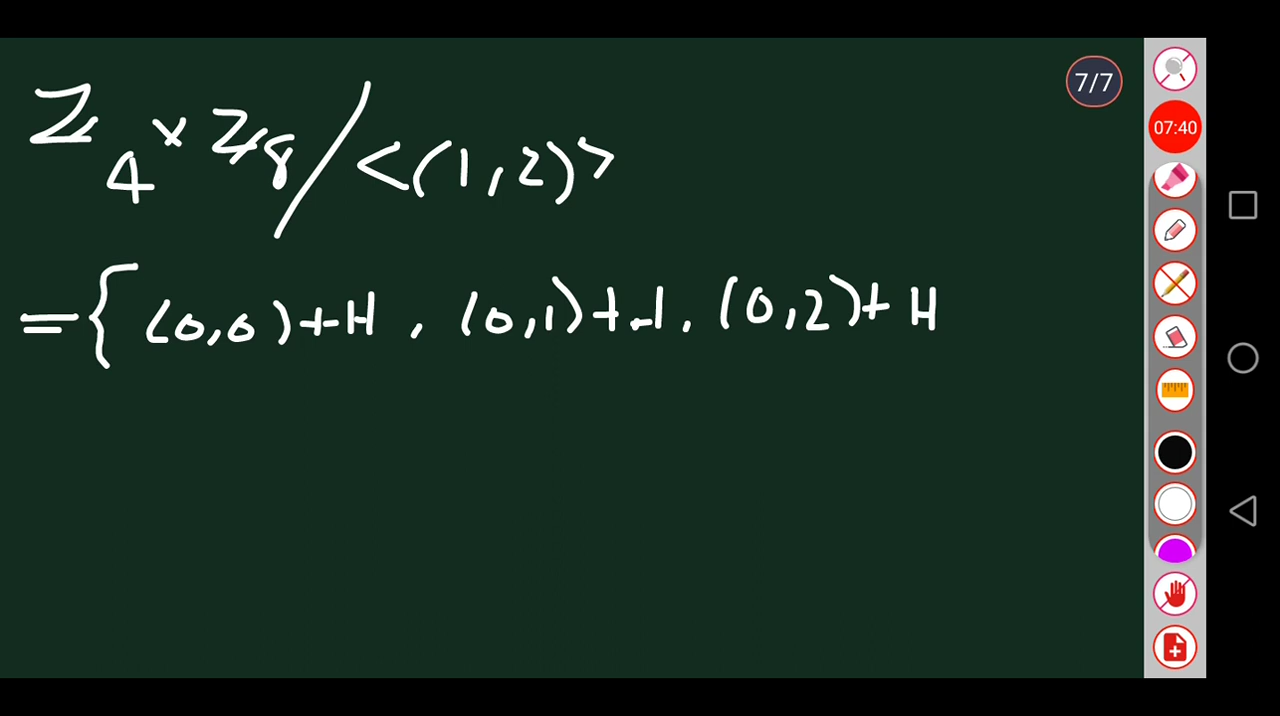 7/7
07:40
Z₄ × Z₈ / <(1,2)>
= { (0,0)+H , (0,1)+H , (0,2)+H